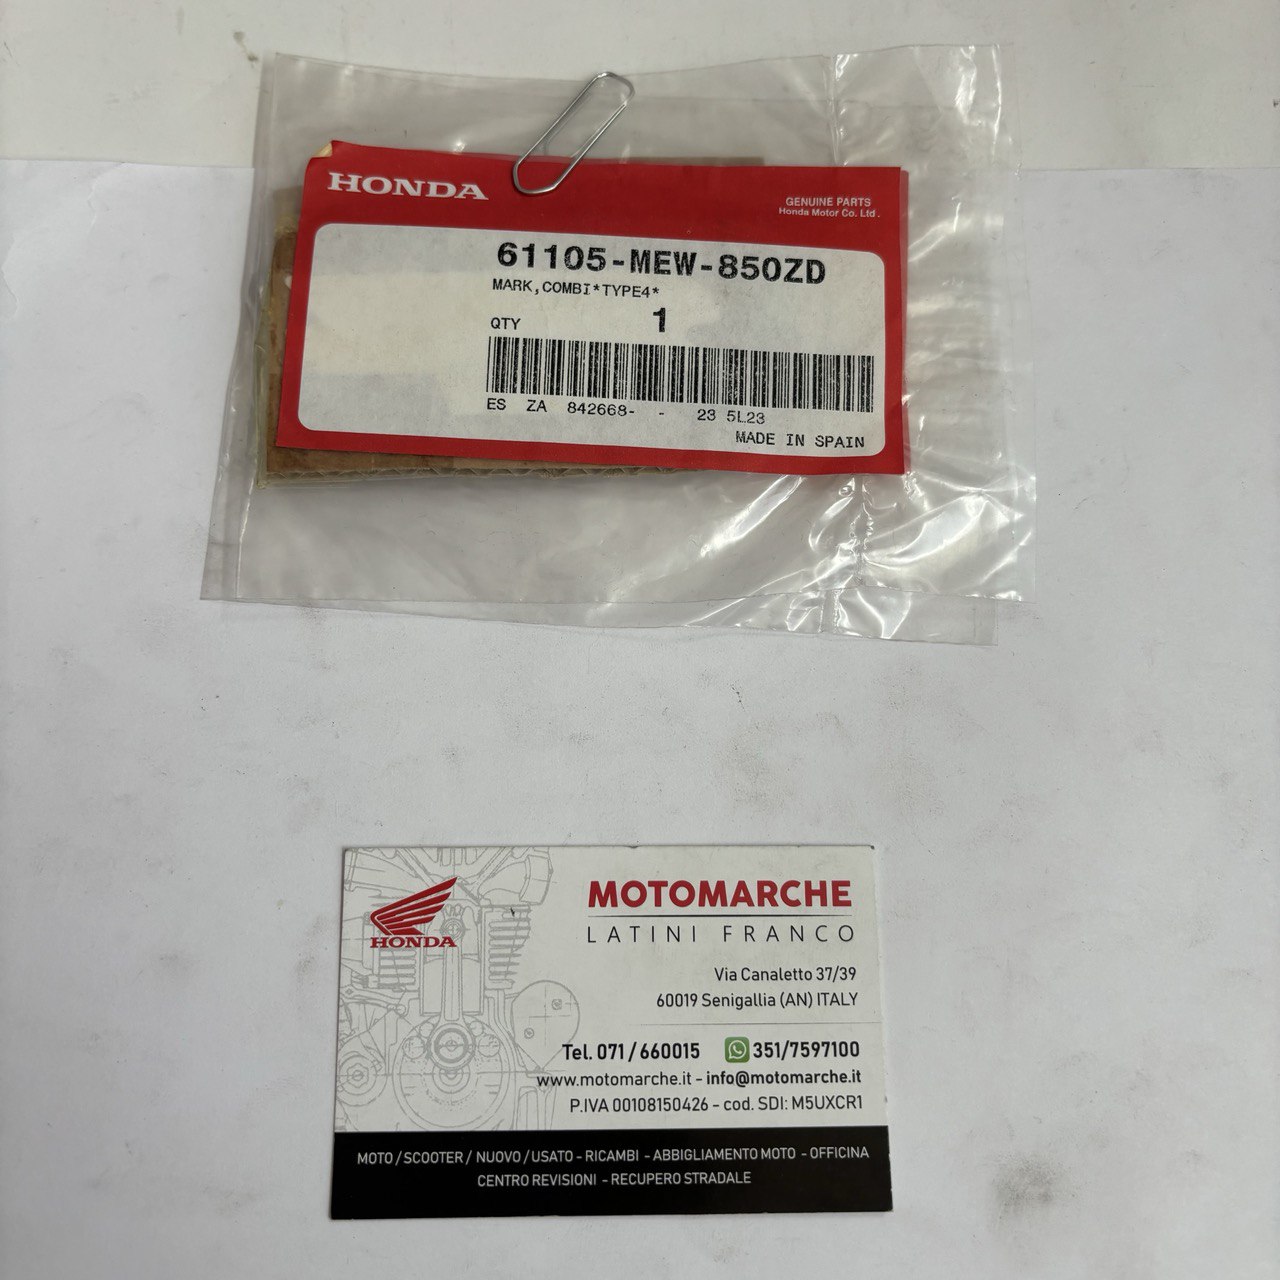 HONDA
GENUINE PARTS
Honda Motor Co. Ltd.
61105-MEW-850ZD
MARK,COMBI*TYPE4*
QTY 1
ES ZA 842668- - 23 5L23
MADE IN SPAIN
HONDA
MOTOMARCHE
LATINI FRANCO
Via Canaletto 37/39
60019 Senigallia (AN) ITALY
Tel. 071/660015 351/7597100
www.motomarche.it - info@motomarche.it
P.IVA 00108150426 - cod. SDI: M5UXCR1
MOTO / SCOOTER / NUOVO / USATO - RICAMBI - ABBIGLIAMENTO MOTO - OFFICINA
CENTRO REVISIONI - RECUPERO STRADALE